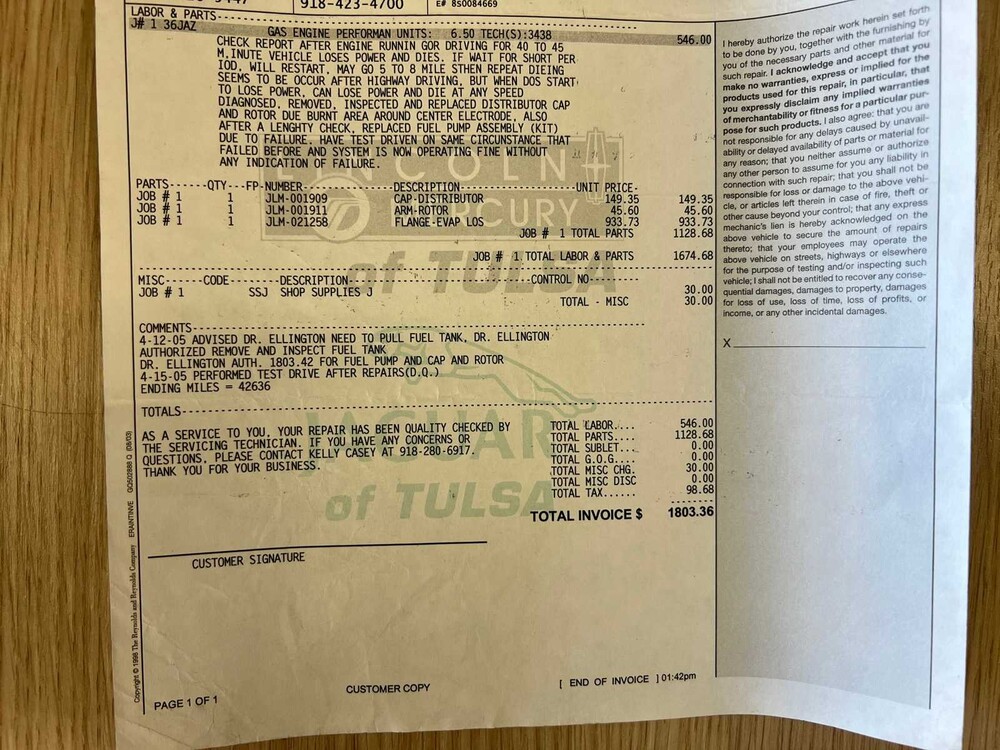 918-423-4700
E# 8S0084669
LABOR & PARTS
J# 1 36JAZ GAS ENGINE PERFORMAN UNITS: 6.50 TECH(S):3438 546.00
CHECK REPORT AFTER ENGINE RUNNIN GOR DRIVING FOR 40 TO 45
M,INUTE VEHICLE LOSES POWER AND DIES. IF WAIT FOR SHORT PER
IOD, WILL RESTART, MAY GO 5 TO 8 MILE STHEN REPEAT DIEING
SEEMS TO BE OCCUR AFTER HIGHWAY DRIVING, BUT WHEN DOS START
TO LOSE POWER, CAN LOSE POWER AND DIE AT ANY SPEED
DIAGNOSED, REMOVED, INSPECTED AND REPLACED DISTRIBUTOR CAP
AND ROTOR DUE BURNT AREA AROUND CENTER ELECTRODE, ALSO
AFTER A LENGHTY CHECK, REPLACED FUEL PUMP ASSEMBLY (KIT)
DUE TO FAILURE. HAVE TEST DRIVEN ON SAME CIRCUMSTANCE THAT
FAILED BEFORE AND SYSTEM IS NOW OPERATING FINE WITHOUT
ANY INDICATION OF FAILURE.
LINCOLN
MERCURY
of TULSA
PARTS------QTY---FP-NUMBER---------------DESCRIPTION--------------------UNIT PRICE-
JOB # 1 1 JLM-001909 CAP-DISTRIBUTOR 149.35 149.35
JOB # 1 1 JLM-001911 ARM-ROTOR 45.60 45.60
JOB # 1 1 JLM-021258 FLANGE-EVAP LOS 933.73 933.73
JOB # 1 TOTAL PARTS 1128.68
JOB # 1 TOTAL LABOR & PARTS 1674.68
MISC------CODE--------DESCRIPTION--------------------------CONTROL NO---------
JOB # 1 SSJ SHOP SUPPLIES J 30.00
TOTAL - MISC 30.00
COMMENTS
4-12-05 ADVISED DR. ELLINGTON NEED TO PULL FUEL TANK, DR. ELLINGTON
AUTHORIZED REMOVE AND INSPECT FUEL TANK
DR. ELLINGTON AUTH. 1803.42 FOR FUEL PUMP AND CAP AND ROTOR
4-15-05 PERFORMED TEST DRIVE AFTER REPAIRS(D.Q.)
ENDING MILES = 42636
TOTALS
AS A SERVICE TO YOU, YOUR REPAIR HAS BEEN QUALITY CHECKED BY
THE SERVICING TECHNICIAN. IF YOU HAVE ANY CONCERNS OR
QUESTIONS, PLEASE CONTACT KELLY CASEY AT 918-280-6917.
THANK YOU FOR YOUR BUSINESS.
JAGUAR
of TULSA
TOTAL LABOR.... 546.00
TOTAL PARTS.... 1128.68
TOTAL SUBLET... 0.00
TOTAL G.O.G.... 0.00
TOTAL MISC CHG. 30.00
TOTAL MISC DISC 0.00
TOTAL TAX...... 98.68
TOTAL INVOICE $ 1803.36
CUSTOMER SIGNATURE
PAGE 1 OF 1
CUSTOMER COPY
[ END OF INVOICE ] 01:42pm
Copyright © 1998 The Reynolds and Reynolds Company ERAINTINVE GQ502888 Q (08/03)
I hereby authorize the repair work herein set forth
to be done by you, together with the furnishing by
you of the necessary parts and other material for
such repair. I acknowledge and accept that you
make no warranties, express or implied for the
products used for this repair, in particular, that
you expressly disclaim any implied warranties
of merchantability or fitness for a particular pur-
pose for such products. I also agree: that you are
not responsible for any delays caused by unavail-
ability or delayed availability of parts or material for
any reason; that you neither assume or authorize
any other person to assume for you any liability in
connection with such repair; that you shall not be
responsible for loss or damage to the above vehi-
cle, or articles left therein in case of fire, theft or
other cause beyond your control; that any express
mechanic's lien is hereby acknowledged on the
above vehicle to secure the amount of repairs
thereto; that your employees may operate the
above vehicle on streets, highways or elsewhere
for the purpose of testing and/or inspecting such
vehicle; I shall not be entitled to recover any conse-
quential damages, damages to property, damages
for loss of use, loss of time, loss of profits, or
income, or any other incidental damages.
X